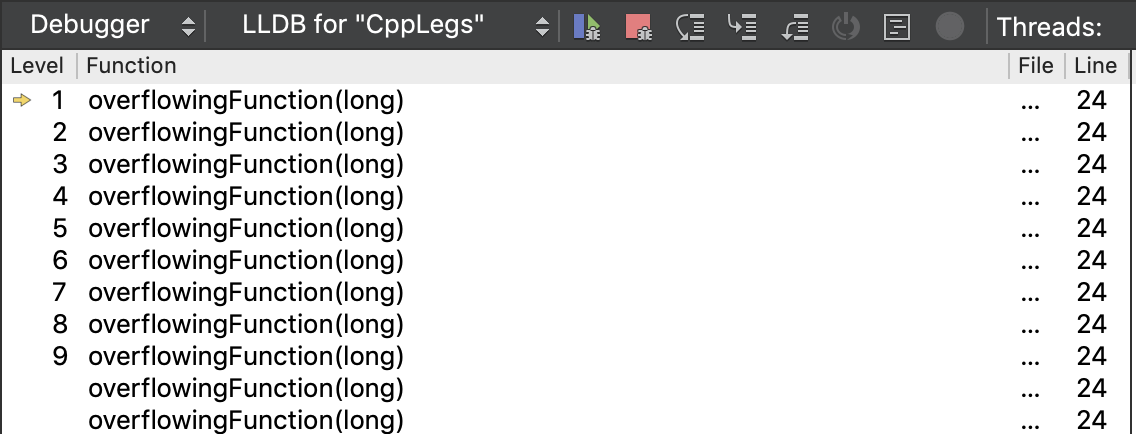 Debugger LLDB for "CppLegs" Threads:
Level Function File Line
1 overflowingFunction(long) ... 24
2 overflowingFunction(long) ... 24
3 overflowingFunction(long) ... 24
4 overflowingFunction(long) ... 24
5 overflowingFunction(long) ... 24
6 overflowingFunction(long) ... 24
7 overflowingFunction(long) ... 24
8 overflowingFunction(long) ... 24
9 overflowingFunction(long) ... 24
overflowingFunction(long) ... 24
overflowingFunction(long) ... 24